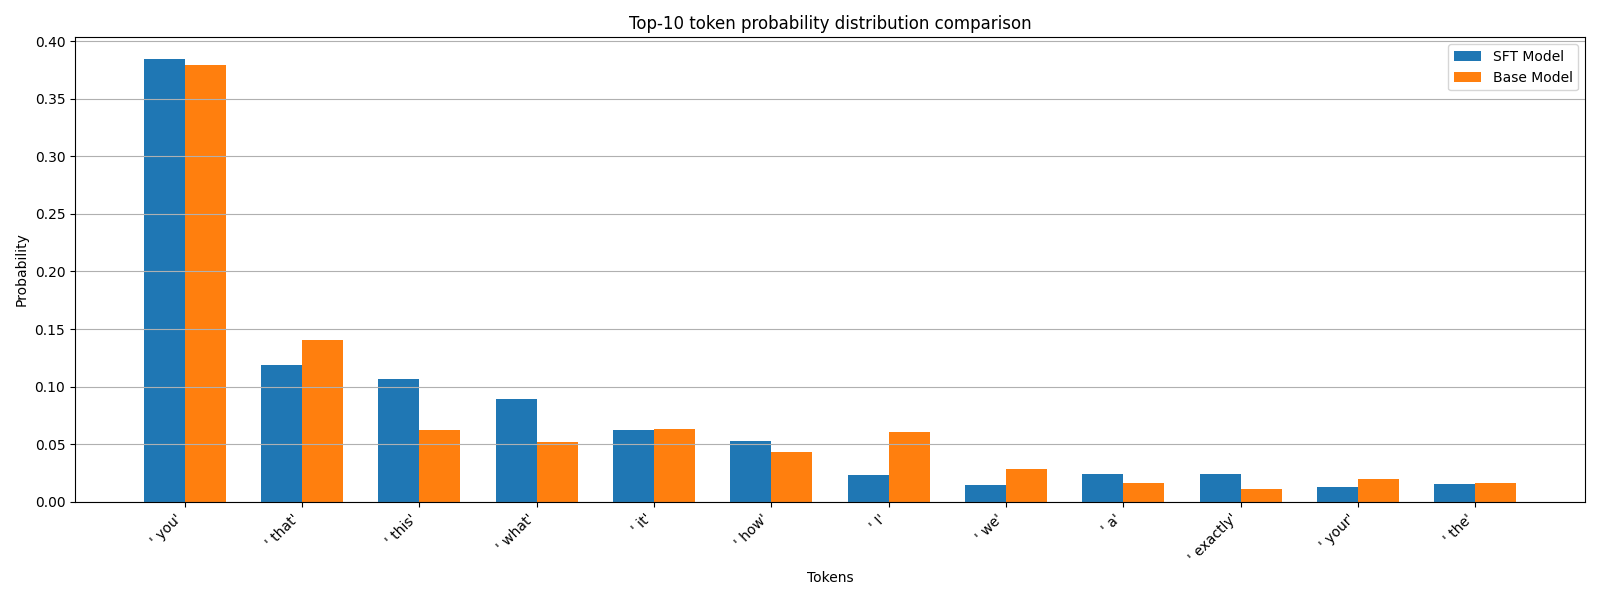 Top-10 token probability distribution comparison
SFT Model
Base Model
Probability
0.40
0.35
0.30
0.25
0.20
0.15
0.10
0.05
0.00
' you'
' that'
' this'
' what'
' it'
' how'
' I'
' we'
' a'
' exactly'
' your'
' the'
Tokens